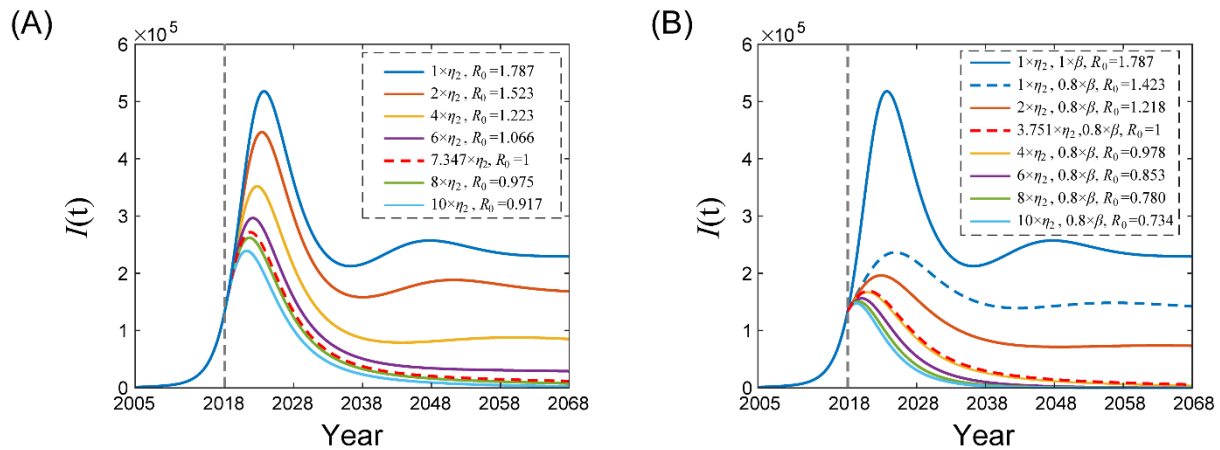 (A)
×10⁵
6
5
4
3
2
1
0
I(t)
1×η₂ , R₀=1.787
2×η₂ , R₀=1.523
4×η₂ , R₀=1.223
6×η₂ , R₀=1.066
7.347×η₂, R₀=1
8×η₂ , R₀=0.975
10×η₂ , R₀=0.917
2005 2018 2028 2038 2048 2058 2068
Year
(B)
×10⁵
6
5
4
3
2
1
0
I(t)
1×η₂ , 1×β, R₀=1.787
1×η₂ , 0.8×β, R₀=1.423
2×η₂ , 0.8×β, R₀=1.218
3.751×η₂ ,0.8×β, R₀=1
4×η₂ , 0.8×β, R₀=0.978
6×η₂ , 0.8×β, R₀=0.853
8×η₂ , 0.8×β, R₀=0.780
10×η₂ , 0.8×β, R₀=0.734
2005 2018 2028 2038 2048 2058 2068
Year